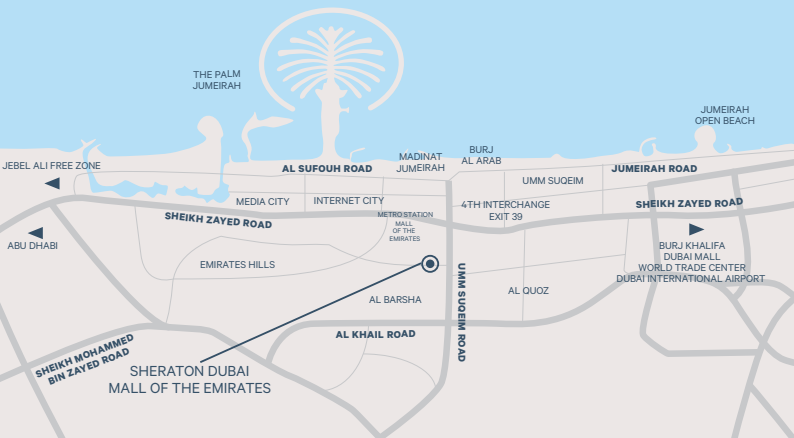 THE PALM
JUMEIRAH
JUMEIRAH
OPEN BEACH
JEBEL ALI FREE ZONE
AL SUFOUH ROAD
MADINAT
JUMEIRAH
BURJ
AL ARAB
JUMEIRAH ROAD
UMM SUQEIM
MEDIA CITY
INTERNET CITY
4TH INTERCHANGE
EXIT 39
SHEIKH ZAYED ROAD
SHEIKH ZAYED ROAD
METRO STATION
MALL
OF THE
EMIRATES
ABU DHABI
BURJ KHALIFA
DUBAI MALL
WORLD TRADE CENTER
DUBAI INTERNATIONAL AIRPORT
EMIRATES HILLS
AL BARSHA
AL QUOZ
UMM SUQEIM ROAD
AL KHAIL ROAD
SHEIKH MOHAMMED
BIN ZAYED ROAD
SHERATON DUBAI
MALL OF THE EMIRATES